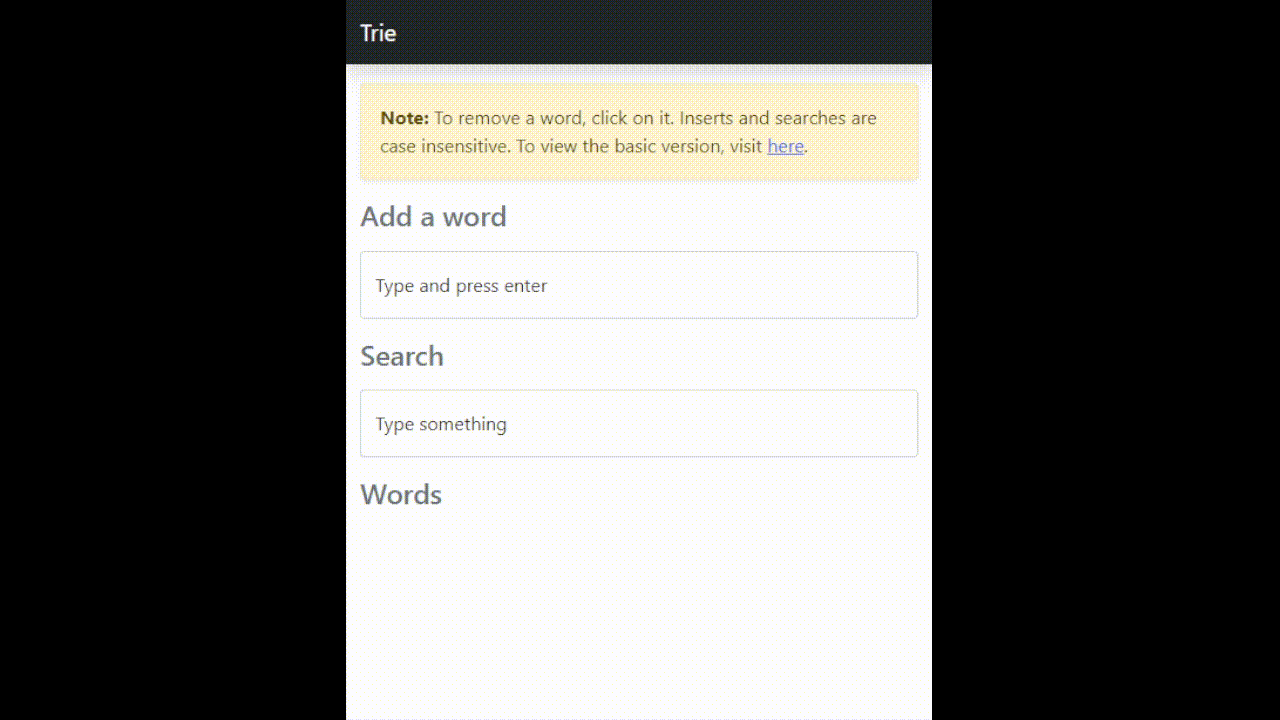 Trie
Note: To remove a word, click on it. Inserts and searches are
case insensitive. To view the basic version, visit here.
Add a word
Type and press enter
Search
Type something
Words